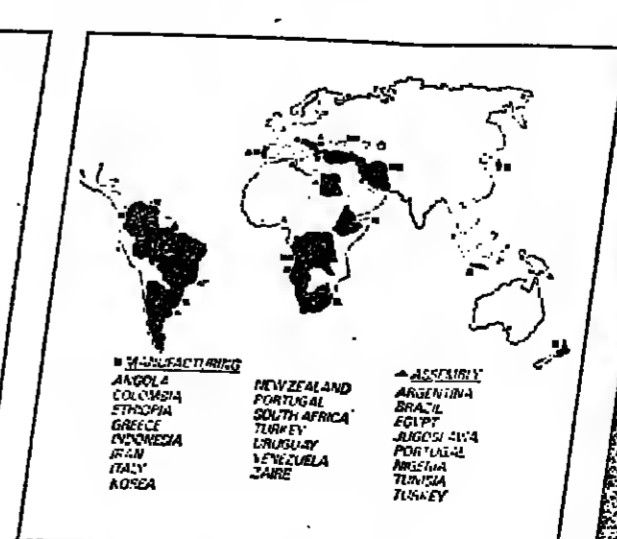 ■ MANUFACTURING
ANGOLA
COLOMBIA
ETHIOPIA
GREECE
INDONESIA
IRAN
ITALY
KOREA
NEW ZEALAND
PORTUGAL
SOUTH AFRICA*
TURKEY
URUGUAY
VENEZUELA
ZAIRE
▲ ASSEMBLY
ARGENTINA
BRAZIL
EGYPT
JUGOSLAWA
PORTUGAL
NIGERIA
TUNISIA
TURKEY